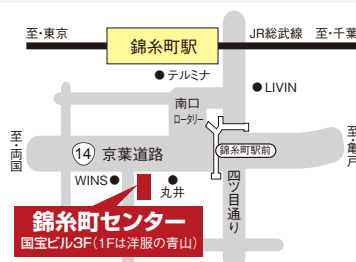 至・東京
錦糸町駅
JR総武線
至・千葉
テルミナ
LIVIN
南口
ロータリー
至・両国
14
京葉道路
錦糸町駅前
至・亀戸
WINS
丸井
四ツ目通り
錦糸町センター
国宝ビル3F(1Fは洋服の青山)